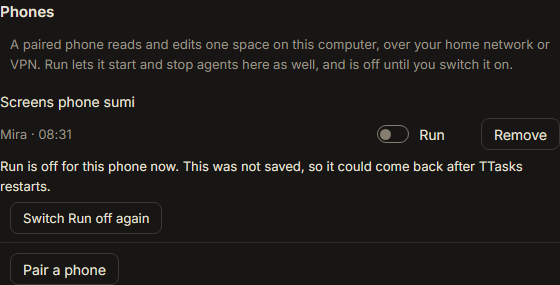 Phones
A paired phone reads and edits one space on this computer, over your home network or
VPN. Run lets it start and stop agents here as well, and is off until you switch it on.
Screens phone sumi
Mira · 08:31
Run
Remove
Run is off for this phone now. This was not saved, so it could come back after TTasks
restarts.
Switch Run off again
Pair a phone